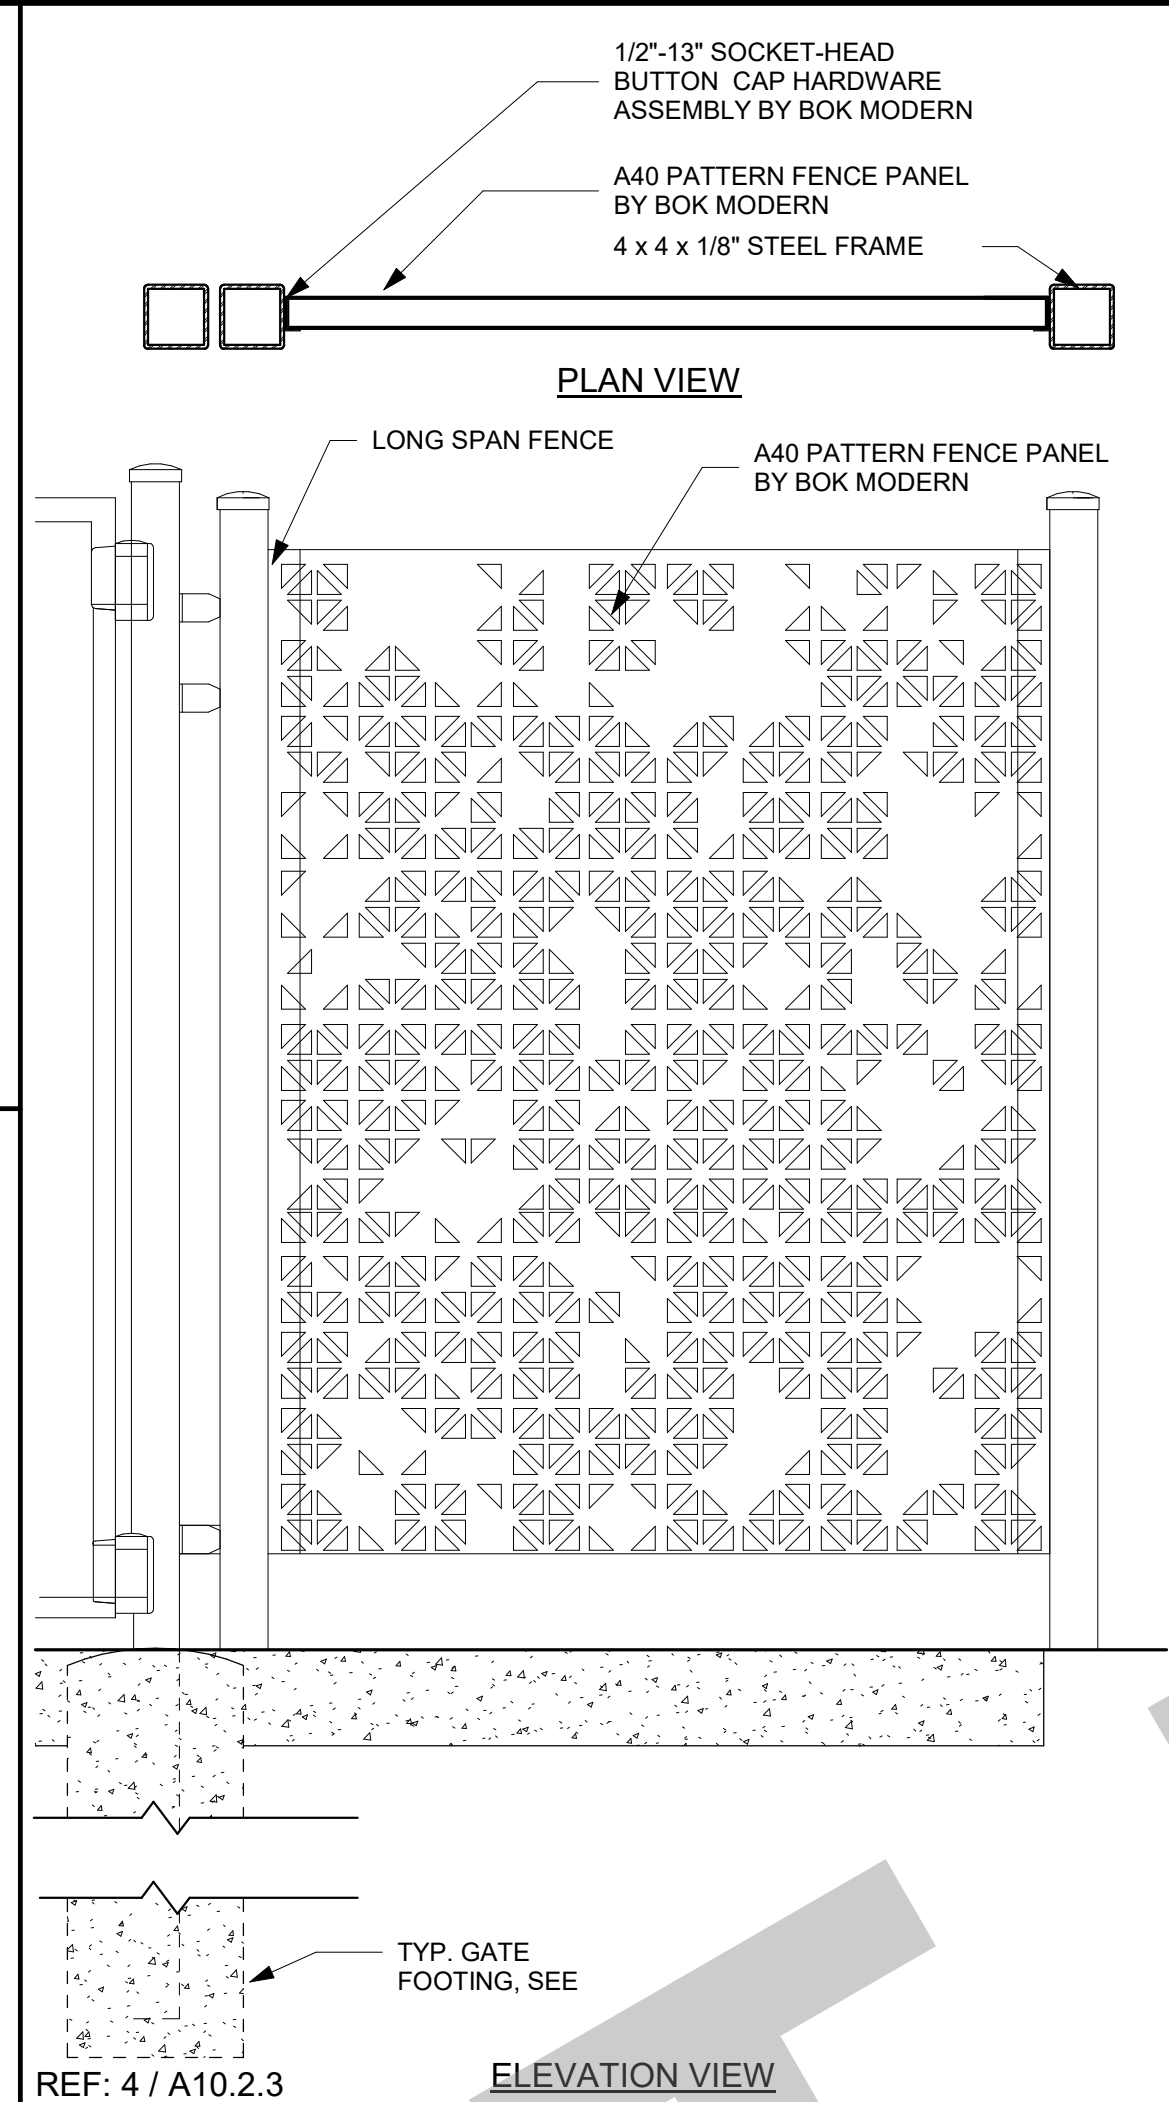 1/2"-13" SOCKET-HEAD
BUTTON CAP HARDWARE
ASSEMBLY BY BOK MODERN
A40 PATTERN FENCE PANEL
BY BOK MODERN
4 x 4 x 1/8" STEEL FRAME
PLAN VIEW
LONG SPAN FENCE
A40 PATTERN FENCE PANEL
BY BOK MODERN
TYP. GATE
FOOTING, SEE
REF: 4 / A10.2.3
ELEVATION VIEW